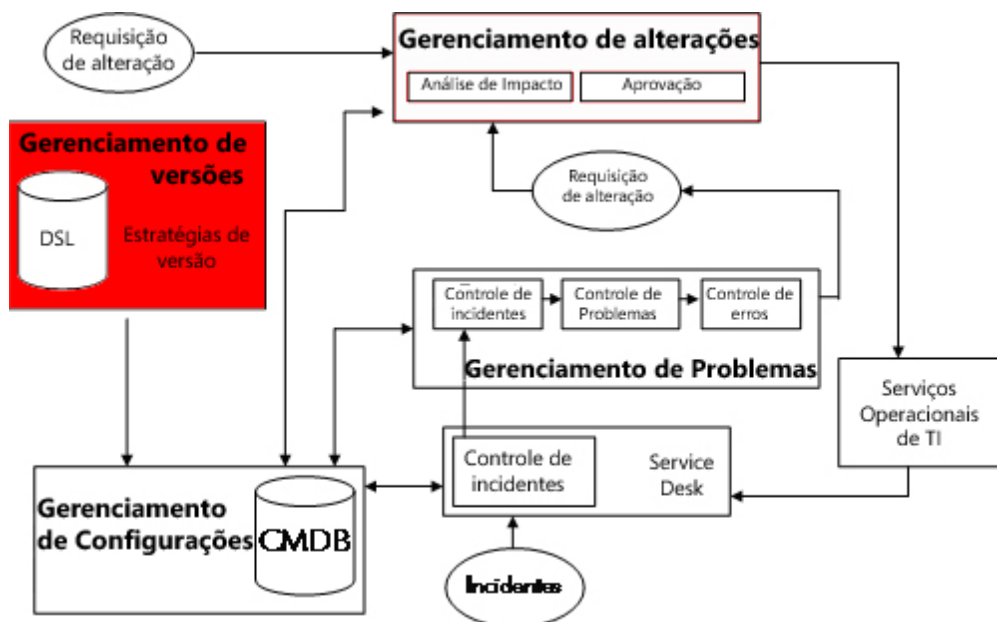 Requisição
de alteração
Gerenciamento de alterações
Análise de Impacto
Aprovação
Gerenciamento de
versões
DSL
Estratégias de
versão
Requisição
de alteração
Controle de
incidentes
Controle de
Problemas
Controle de
erros
Gerenciamento de Problemas
Serviços
Operacionais
de TI
Controle de
incidentes
Service
Desk
Gerenciamento
de Configurações
CMDB
Incidentes